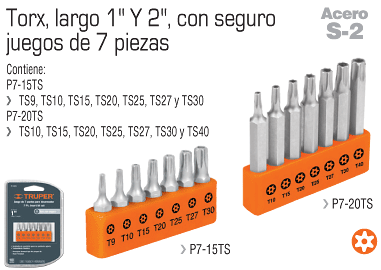 Torx, largo 1" Y 2", con seguro
juegos de 7 piezas
Acero
S-2
Contiene:
P7-15TS
› TS9, TS10, TS15, TS20, TS25, TS27 y TS30
P7-20TS
› TS10, TS15, TS20, TS25, TS27, TS30 y TS40
TRUPER
1"
T9 T10 T15 T20 T25 T27 T30
› P7-15TS
T10 T15 T20 T25 T27 T30 T40
› P7-20TS